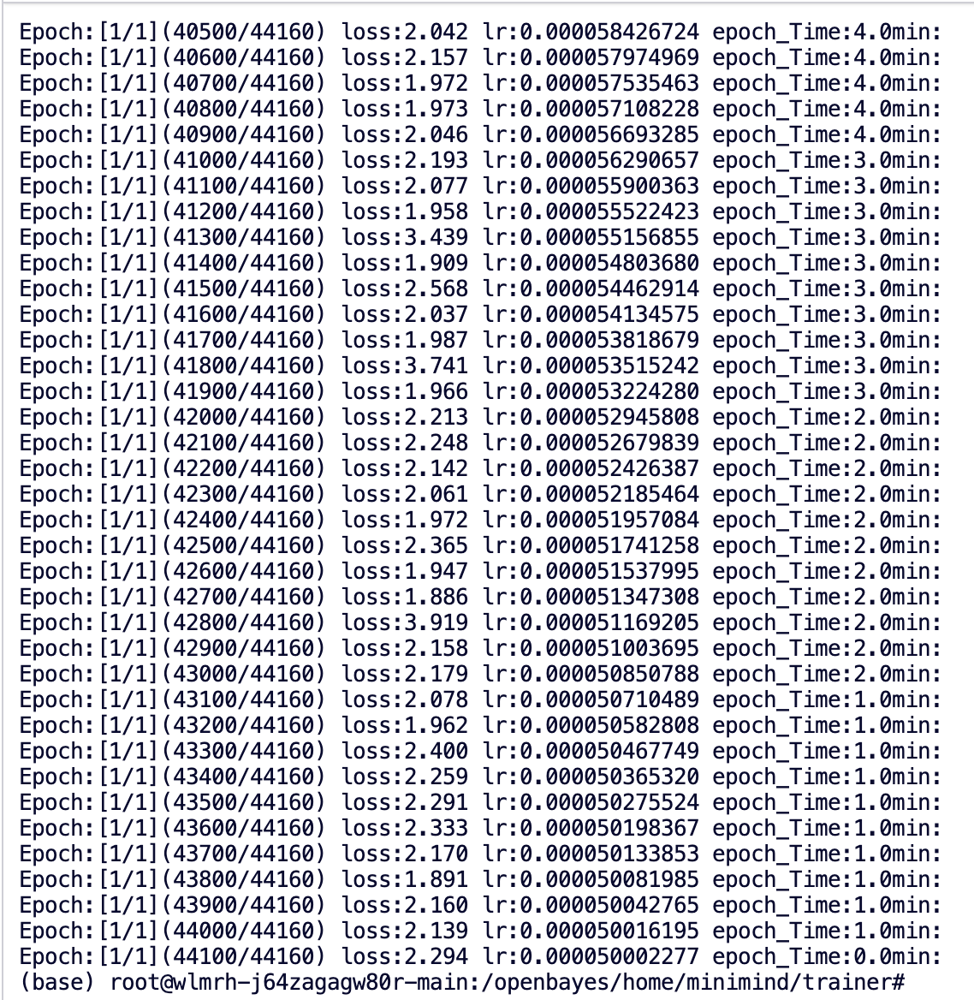 Epoch:[1/1](40500/44160) loss:2.042 lr:0.000058426724 epoch_Time:4.0min:
Epoch:[1/1](40600/44160) loss:2.157 lr:0.000057974969 epoch_Time:4.0min:
Epoch:[1/1](40700/44160) loss:1.972 lr:0.000057535463 epoch_Time:4.0min:
Epoch:[1/1](40800/44160) loss:1.973 lr:0.000057108228 epoch_Time:4.0min:
Epoch:[1/1](40900/44160) loss:2.046 lr:0.000056693285 epoch_Time:4.0min:
Epoch:[1/1](41000/44160) loss:2.193 lr:0.000056290657 epoch_Time:3.0min:
Epoch:[1/1](41100/44160) loss:2.077 lr:0.000055900363 epoch_Time:3.0min:
Epoch:[1/1](41200/44160) loss:1.958 lr:0.000055522423 epoch_Time:3.0min:
Epoch:[1/1](41300/44160) loss:3.439 lr:0.000055156855 epoch_Time:3.0min:
Epoch:[1/1](41400/44160) loss:1.909 lr:0.000054803680 epoch_Time:3.0min:
Epoch:[1/1](41500/44160) loss:2.568 lr:0.000054462914 epoch_Time:3.0min:
Epoch:[1/1](41600/44160) loss:2.037 lr:0.000054134575 epoch_Time:3.0min:
Epoch:[1/1](41700/44160) loss:1.987 lr:0.000053818679 epoch_Time:3.0min:
Epoch:[1/1](41800/44160) loss:3.741 lr:0.000053515242 epoch_Time:3.0min:
Epoch:[1/1](41900/44160) loss:1.966 lr:0.000053224280 epoch_Time:3.0min:
Epoch:[1/1](42000/44160) loss:2.213 lr:0.000052945808 epoch_Time:2.0min:
Epoch:[1/1](42100/44160) loss:2.248 lr:0.000052679839 epoch_Time:2.0min:
Epoch:[1/1](42200/44160) loss:2.142 lr:0.000052426387 epoch_Time:2.0min:
Epoch:[1/1](42300/44160) loss:2.061 lr:0.000052185464 epoch_Time:2.0min:
Epoch:[1/1](42400/44160) loss:1.972 lr:0.000051957084 epoch_Time:2.0min:
Epoch:[1/1](42500/44160) loss:2.365 lr:0.000051741258 epoch_Time:2.0min:
Epoch:[1/1](42600/44160) loss:1.947 lr:0.000051537995 epoch_Time:2.0min:
Epoch:[1/1](42700/44160) loss:1.886 lr:0.000051347308 epoch_Time:2.0min:
Epoch:[1/1](42800/44160) loss:3.919 lr:0.000051169205 epoch_Time:2.0min:
Epoch:[1/1](42900/44160) loss:2.158 lr:0.000051003695 epoch_Time:2.0min:
Epoch:[1/1](43000/44160) loss:2.179 lr:0.000050850788 epoch_Time:2.0min:
Epoch:[1/1](43100/44160) loss:2.078 lr:0.000050710489 epoch_Time:1.0min:
Epoch:[1/1](43200/44160) loss:1.962 lr:0.000050582808 epoch_Time:1.0min:
Epoch:[1/1](43300/44160) loss:2.400 lr:0.000050467749 epoch_Time:1.0min:
Epoch:[1/1](43400/44160) loss:2.259 lr:0.000050365320 epoch_Time:1.0min:
Epoch:[1/1](43500/44160) loss:2.291 lr:0.000050275524 epoch_Time:1.0min:
Epoch:[1/1](43600/44160) loss:2.333 lr:0.000050198367 epoch_Time:1.0min:
Epoch:[1/1](43700/44160) loss:2.170 lr:0.000050133853 epoch_Time:1.0min:
Epoch:[1/1](43800/44160) loss:1.891 lr:0.000050081985 epoch_Time:1.0min:
Epoch:[1/1](43900/44160) loss:2.160 lr:0.000050042765 epoch_Time:1.0min:
Epoch:[1/1](44000/44160) loss:2.139 lr:0.000050016195 epoch_Time:1.0min:
Epoch:[1/1](44100/44160) loss:2.294 lr:0.000050002277 epoch_Time:0.0min:
(base) root@wlmrh-j64zagagw80r-main:/openbayes/home/minimind/trainer#